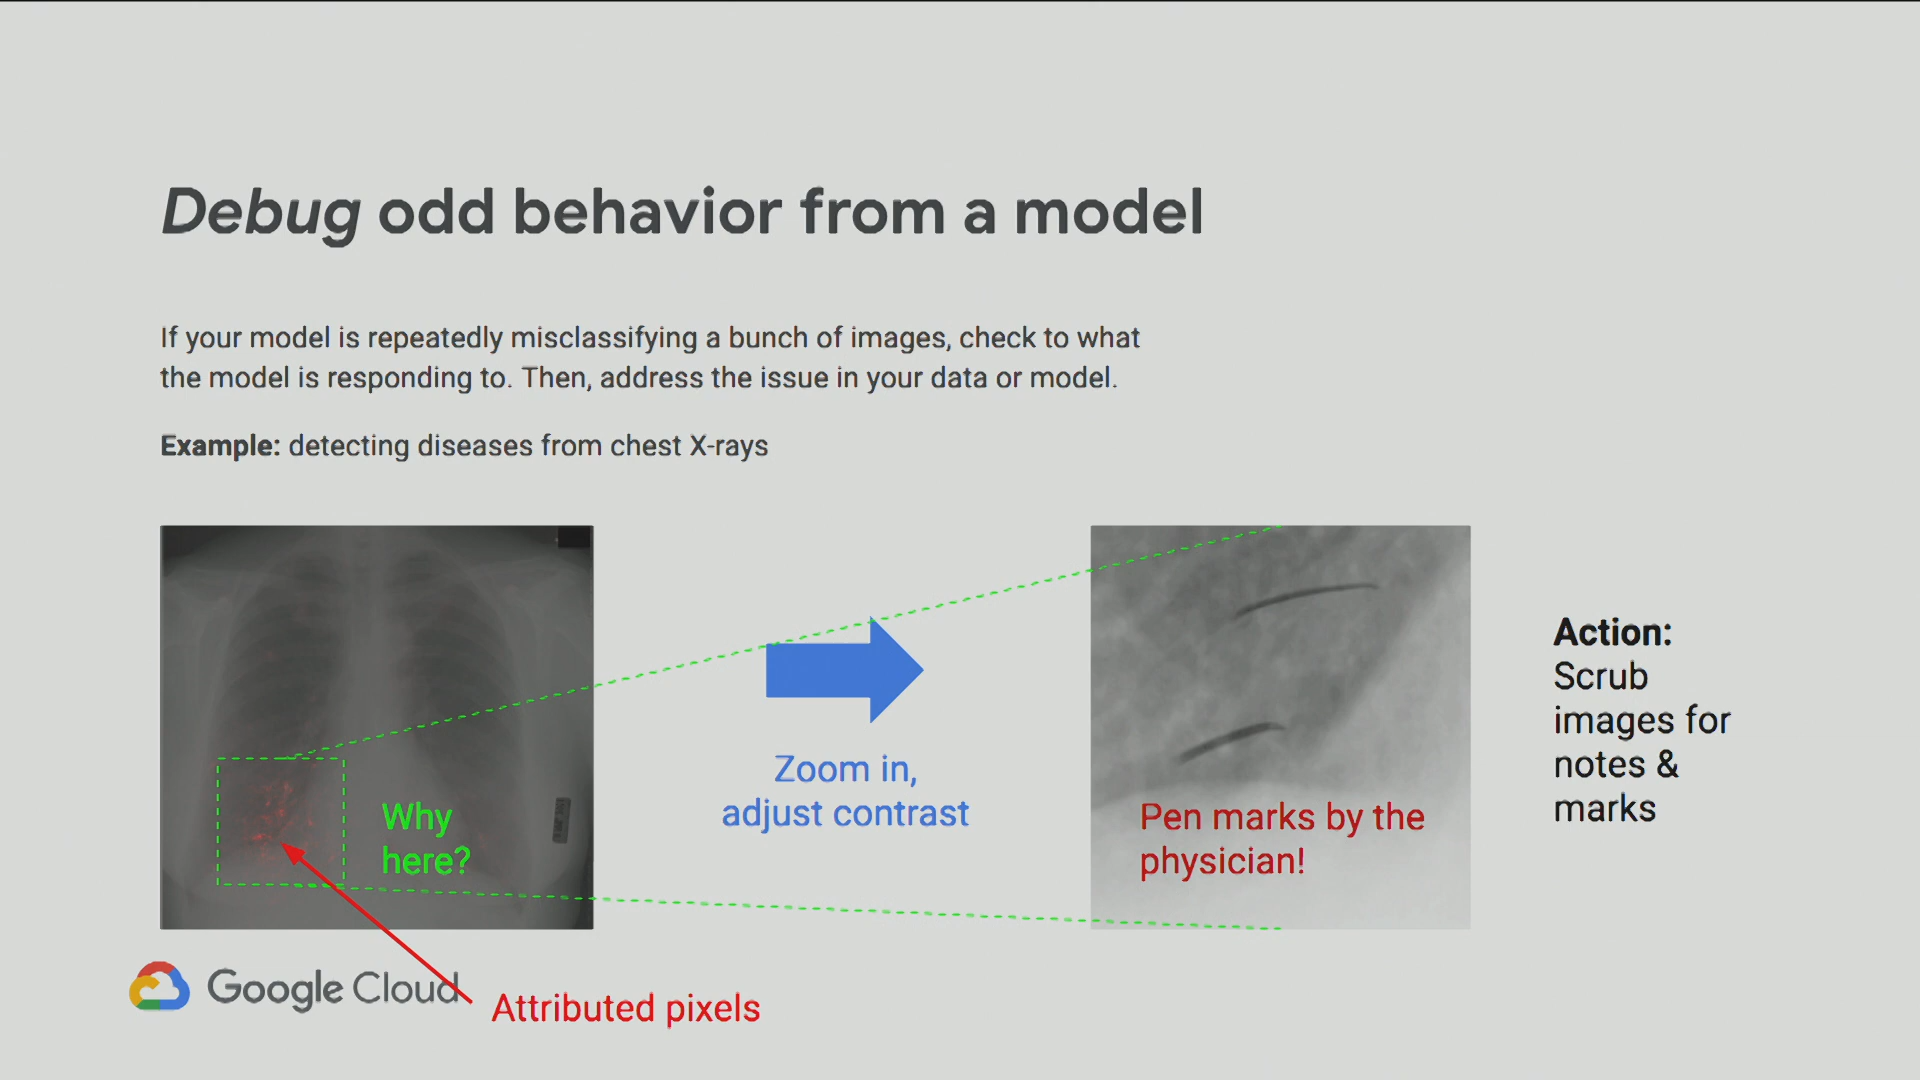 Debug odd behavior from a model
If your model is repeatedly misclassifying a bunch of images, check to what
the model is responding to. Then, address the issue in your data or model.
Example: detecting diseases from chest X-rays
Why
here?
Zoom in,
adjust contrast
Pen marks by the
physician!
Action:
Scrub
images for
notes &
marks
Google Cloud
Attributed pixels